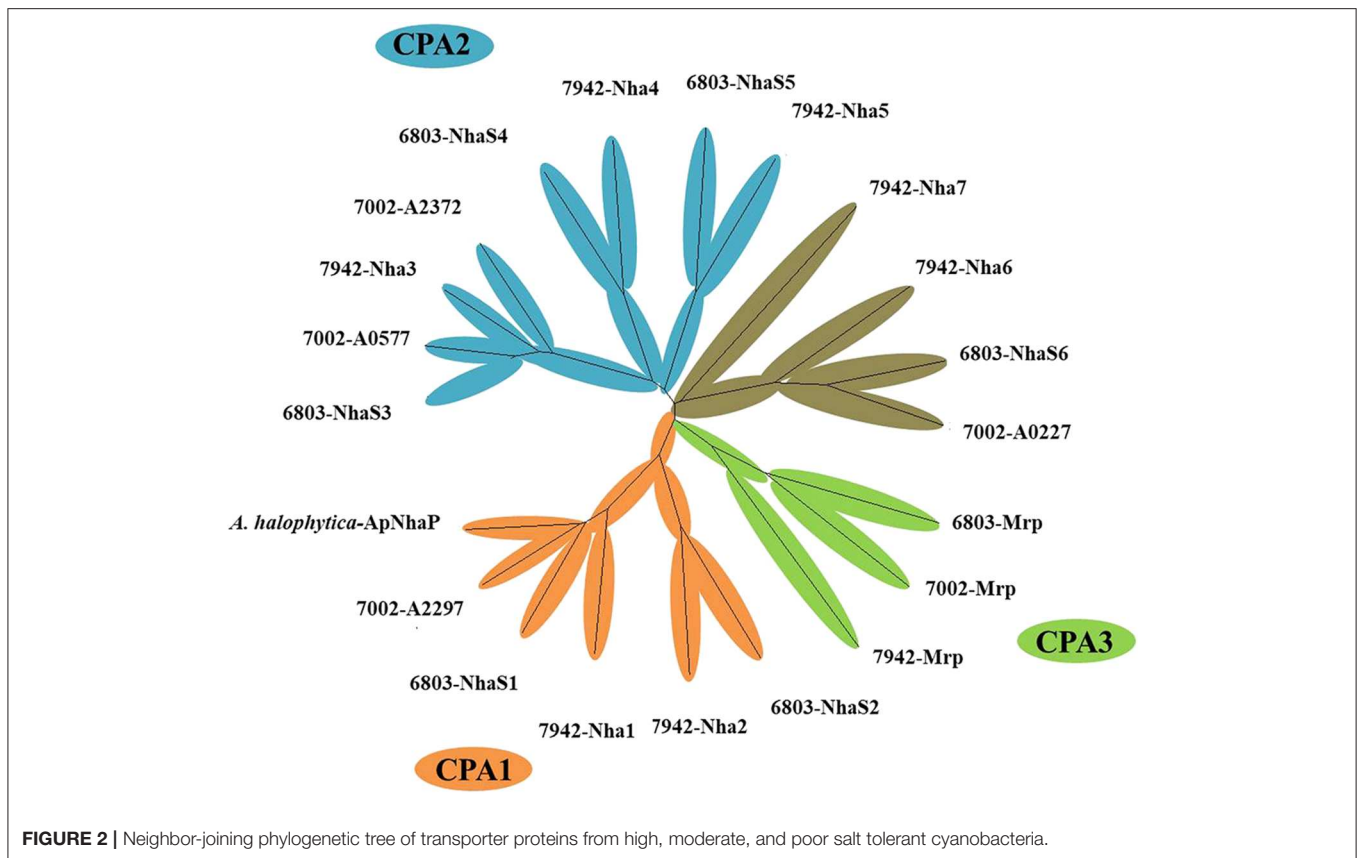 CPA2
7942-Nha4
6803-NhaS5
7942-Nha5
6803-NhaS4
7942-Nha7
7002-A2372
7942-Nha3
7942-Nha6
7002-A0577
6803-NhaS6
6803-NhaS3
7002-A0227
A. halophytica-ApNhaP
6803-Mrp
7002-Mrp
7002-A2297
CPA3
7942-Mrp
6803-NhaS1
6803-NhaS2
7942-Nha1
7942-Nha2
CPA1
FIGURE 2 | Neighbor-joining phylogenetic tree of transporter proteins from high, moderate, and poor salt tolerant cyanobacteria.